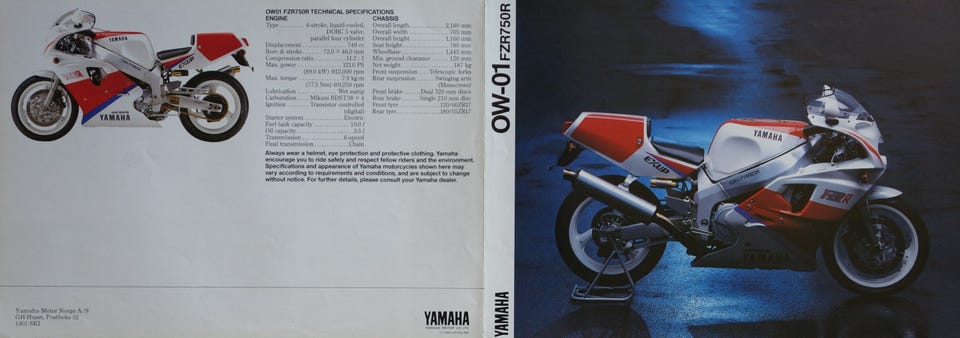 OW01 FZR750R TECHNICAL SPECIFICATIONS
ENGINE
Type 4-stroke, liquid-cooled,
DOHC 5-valve,
parallel four cylinder
Displacement 749 cc
Bore & stroke 72.0 × 46.0 mm
Compression ratio 11.2 : 1
Max. power 121.0 PS
(89.0 kW) @12,000 rpm
Max. torque 7.9 kg-m
(77.5 Nm) @9,250 rpm
Lubrication Wet sump
Carburation Mikuni BDST38 × 4
Ignition Transistor controlled
(digital)
Starter system Electric
Fuel tank capacity 19.0 l
Oil capacity 3.5 l
Transmission 6-speed
Final transmission Chain
CHASSIS
Overall length 2,180 mm
Overall width 705 mm
Overall height 1,160 mm
Seat height 780 mm
Wheelbase 1,445 mm
Min. ground clearance 120 mm
Net weight 187 kg
Front suspension Telescopic forks
Rear suspension Swinging arm
(Monocross)
Front brake Dual 320 mm discs
Rear brake Single 210 mm disc
Front tyre 130/60ZR17
Rear tyre 180/55ZR17
Always wear a helmet, eye protection and protective clothing. Yamaha
encourage you to ride safely and respect fellow riders and the environment.
Specifications and appearance of Yamaha motorcycles shown here may
vary according to requirements and conditions, and are subject to change
without notice. For further details, please consult your Yamaha dealer.
YAMAHA
EXUP
YAMAHA
Yamaha Motor Norge A/S
GH-Huset, Postboks 32
1401 SKI
YAMAHA
YAMAHA MOTOR CO., LTD.
OW-01 FZR750R
YAMAHA
YAMAHA
EXUP
DELTABOX
FZR
YAMAHA